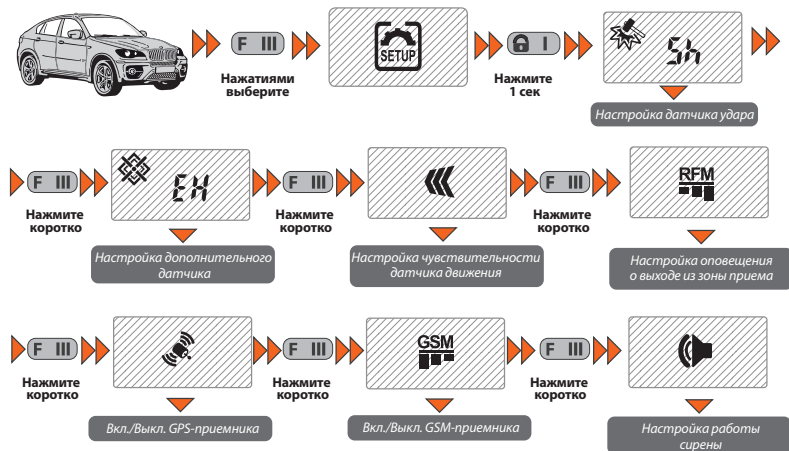 F III
Нажатиями
выберите
SETUP
I
Нажмите
1 сек
Sh
Настройка датчика удара
F III
Нажмите
коротко
EH
Настройка дополнительного
датчика
F III
Нажмите
коротко
Настройка чувствительности
датчика движения
F III
Нажмите
коротко
RFM
Настройка оповещения
о выходе из зоны приема
F III
Нажмите
коротко
Вкл./Выкл. GPS-приемника
F III
Нажмите
коротко
GSM
Вкл./Выкл. GSM-приемника
F III
Нажмите
коротко
Настройка работы
сирены